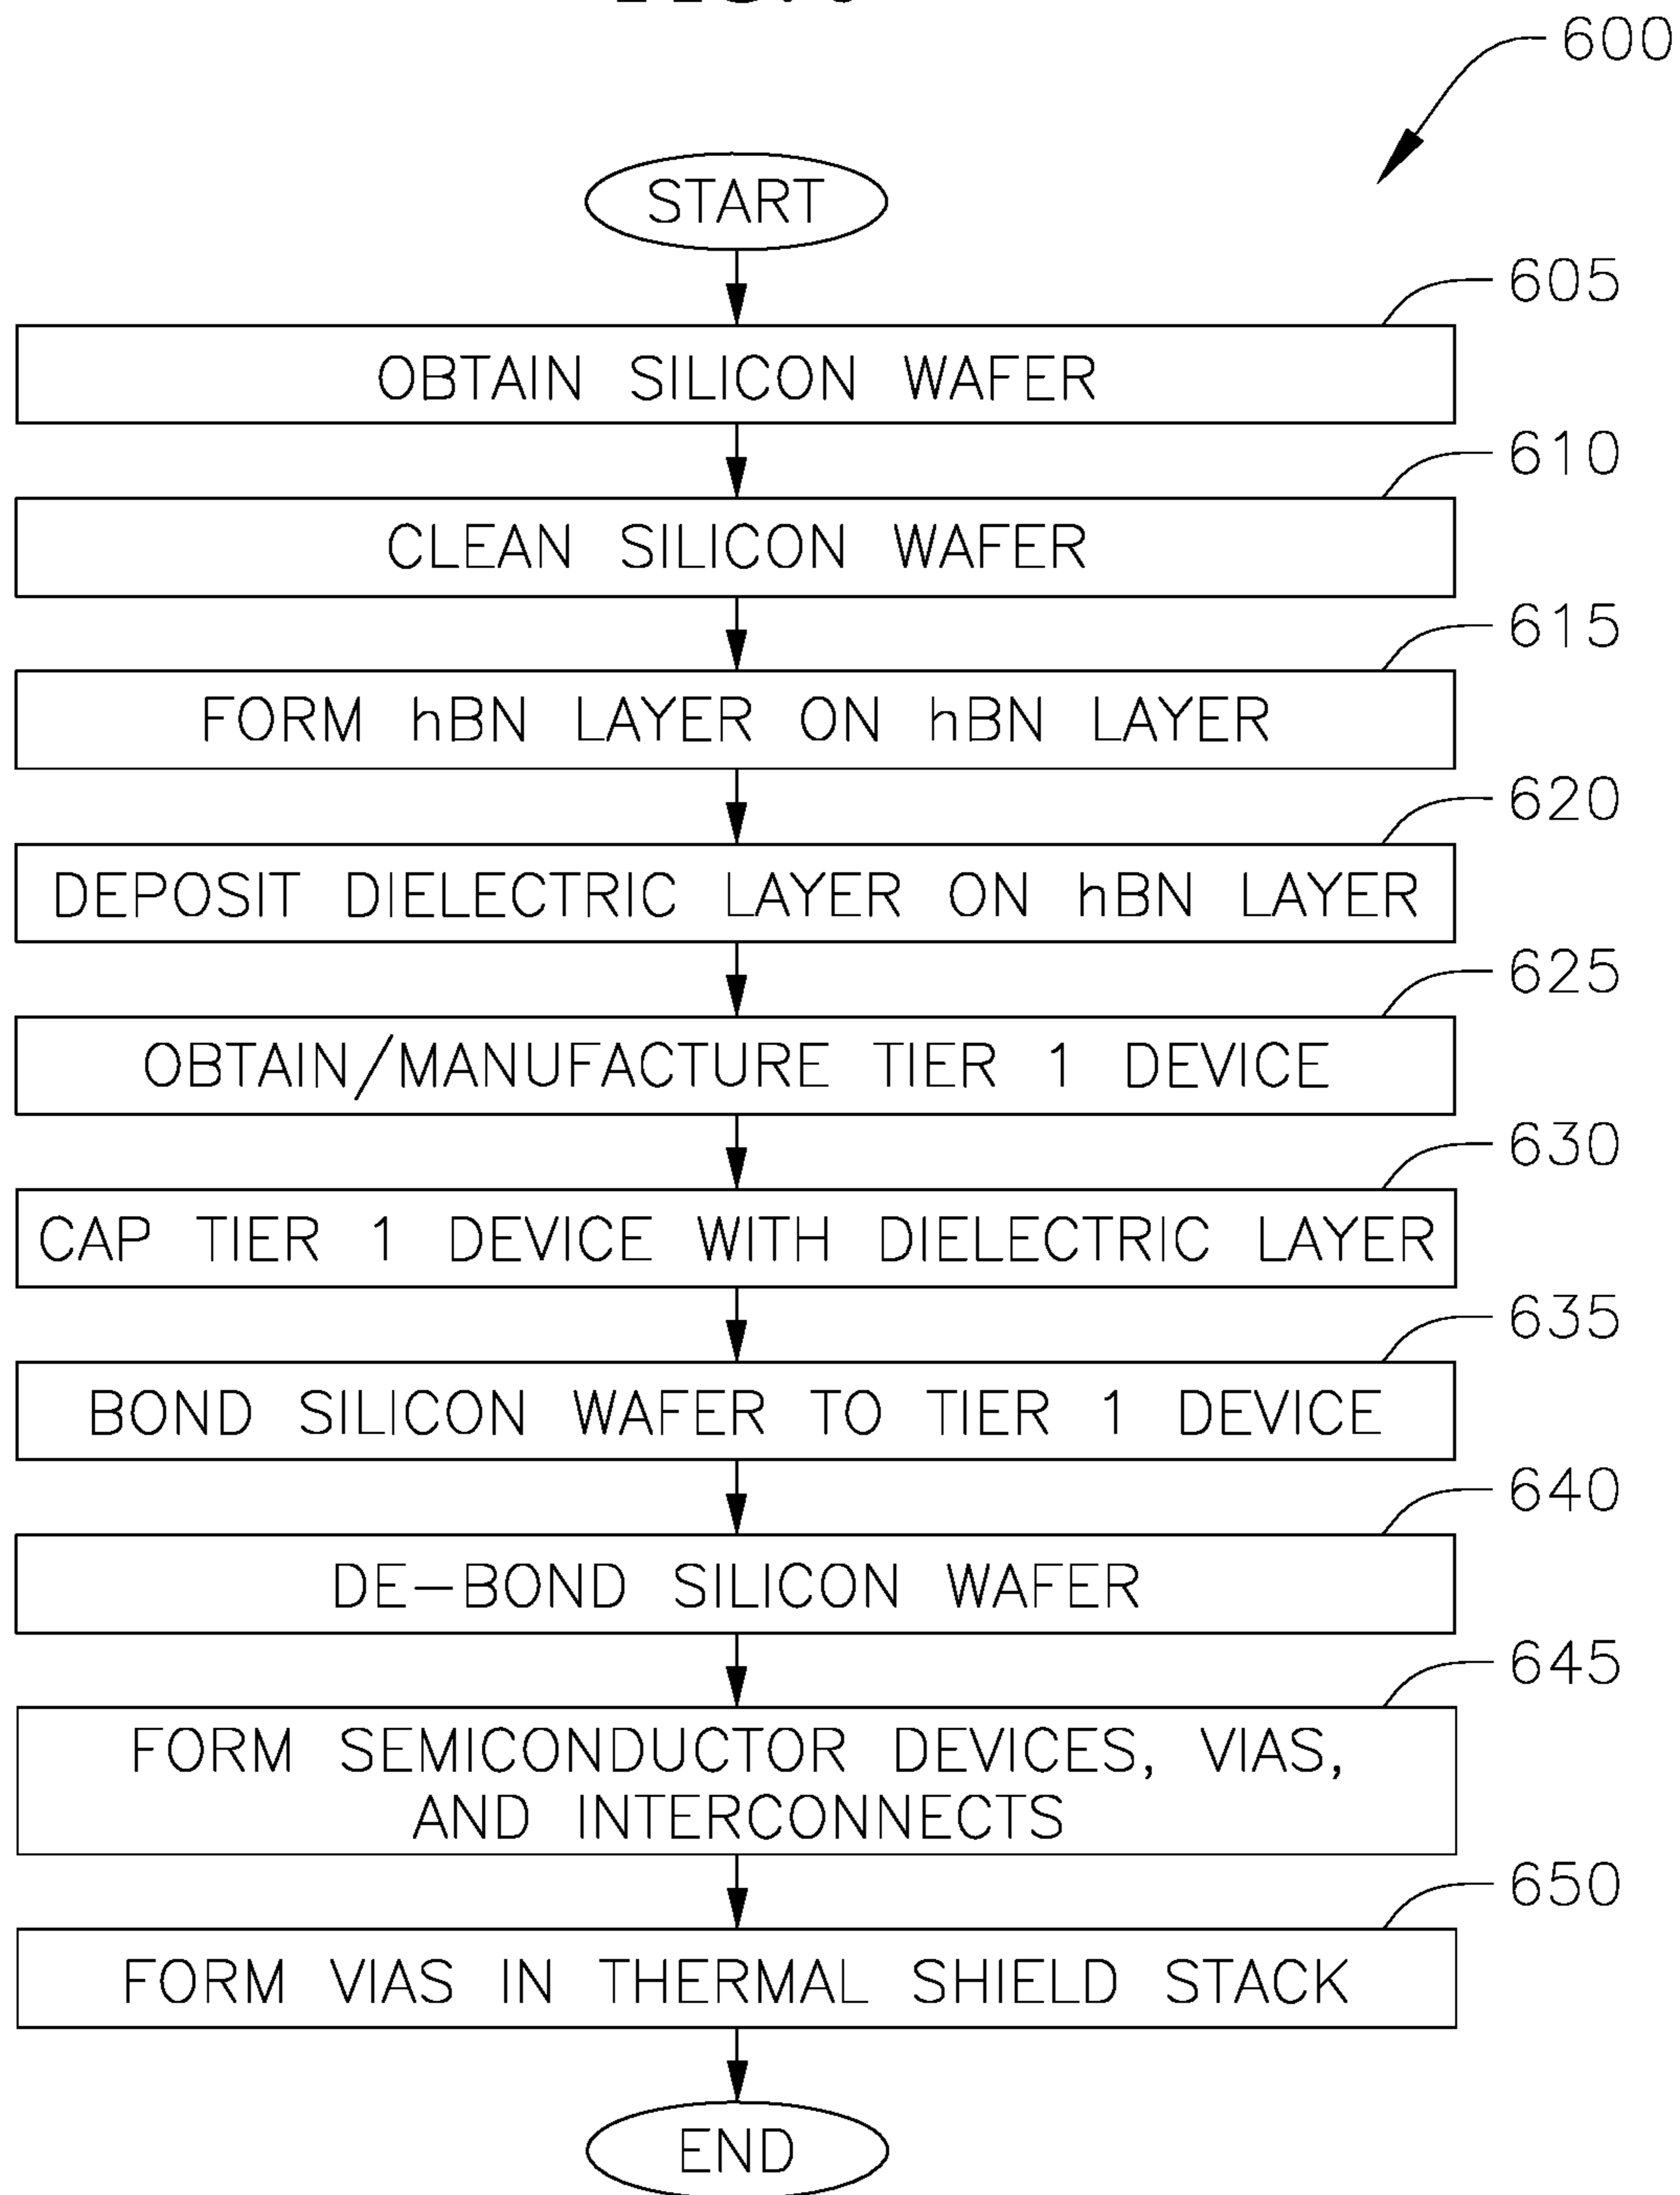 600
START
605
OBTAIN SILICON WAFER
610
CLEAN SILICON WAFER
615
FORM hBN LAYER ON hBN LAYER
620
DEPOSIT DIELECTRIC LAYER ON hBN LAYER
625
OBTAIN/MANUFACTURE TIER 1 DEVICE
630
CAP TIER 1 DEVICE WITH DIELECTRIC LAYER
635
BOND SILICON WAFER TO TIER 1 DEVICE
640
DE-BOND SILICON WAFER
645
FORM SEMICONDUCTOR DEVICES, VIAS,
AND INTERCONNECTS
650
FORM VIAS IN THERMAL SHIELD STACK
END